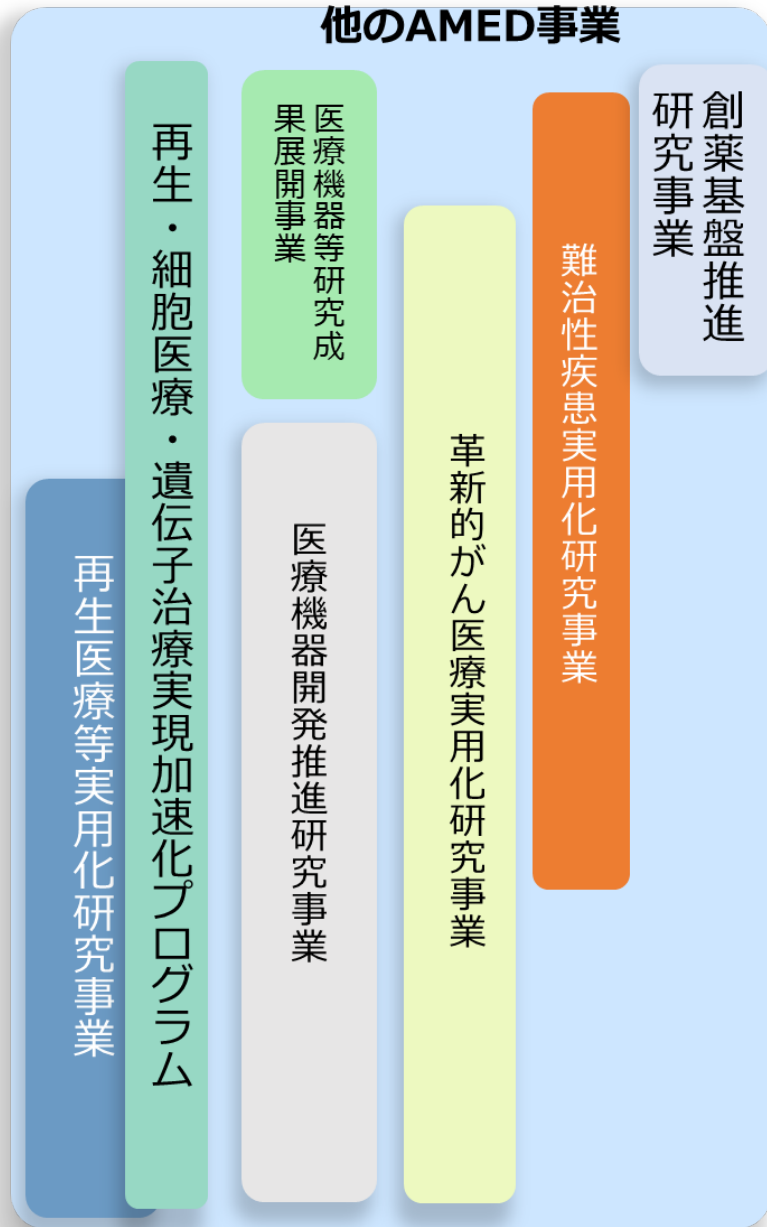 他のAMED事業
再生医療等実用化研究事業
再生・細胞医療・遺伝子治療実現加速化プログラム
医療機器等研究成
果展開事業
医療機器開発推進研究事業
革新的がん医療実用化研究事業
難治性疾患実用化研究事業
創薬基盤推進
研究事業